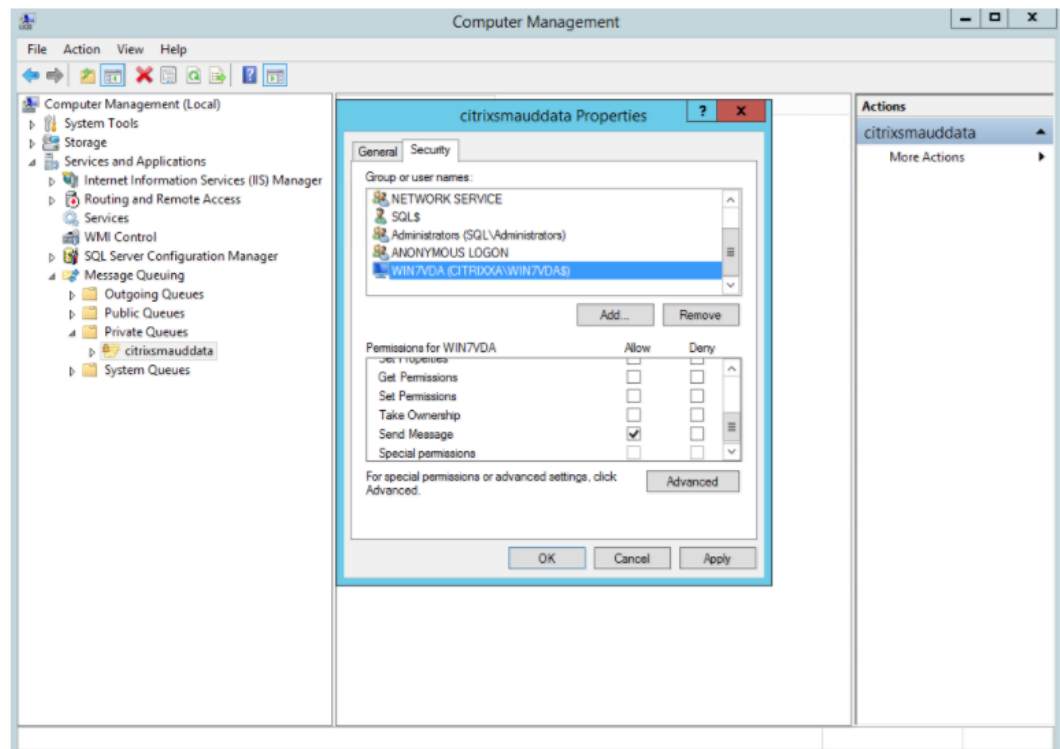 Computer Management
File Action View Help
Computer Management (Local)
System Tools
Storage
Services and Applications
Internet Information Services (IIS) Manager
Routing and Remote Access
Services
WMI Control
SQL Server Configuration Manager
Message Queuing
Outgoing Queues
Public Queues
Private Queues
citrixsmauddata
System Queues
citrixsmauddata Properties
? x
General Security
Group or user names:
NETWORK SERVICE
SQL$
Administrators (SQL\Administrators)
ANONYMOUS LOGON
WIN7VDA (CITRIXXA\WIN7VDA$)
Add... Remove
Permissions for WIN7VDA Allow Deny
Set Properties
Get Permissions
Set Permissions
Take Ownership
Send Message
Special permissions
For special permissions or advanced settings, click
Advanced.
Advanced
OK Cancel Apply
Actions
citrixsmauddata
More Actions